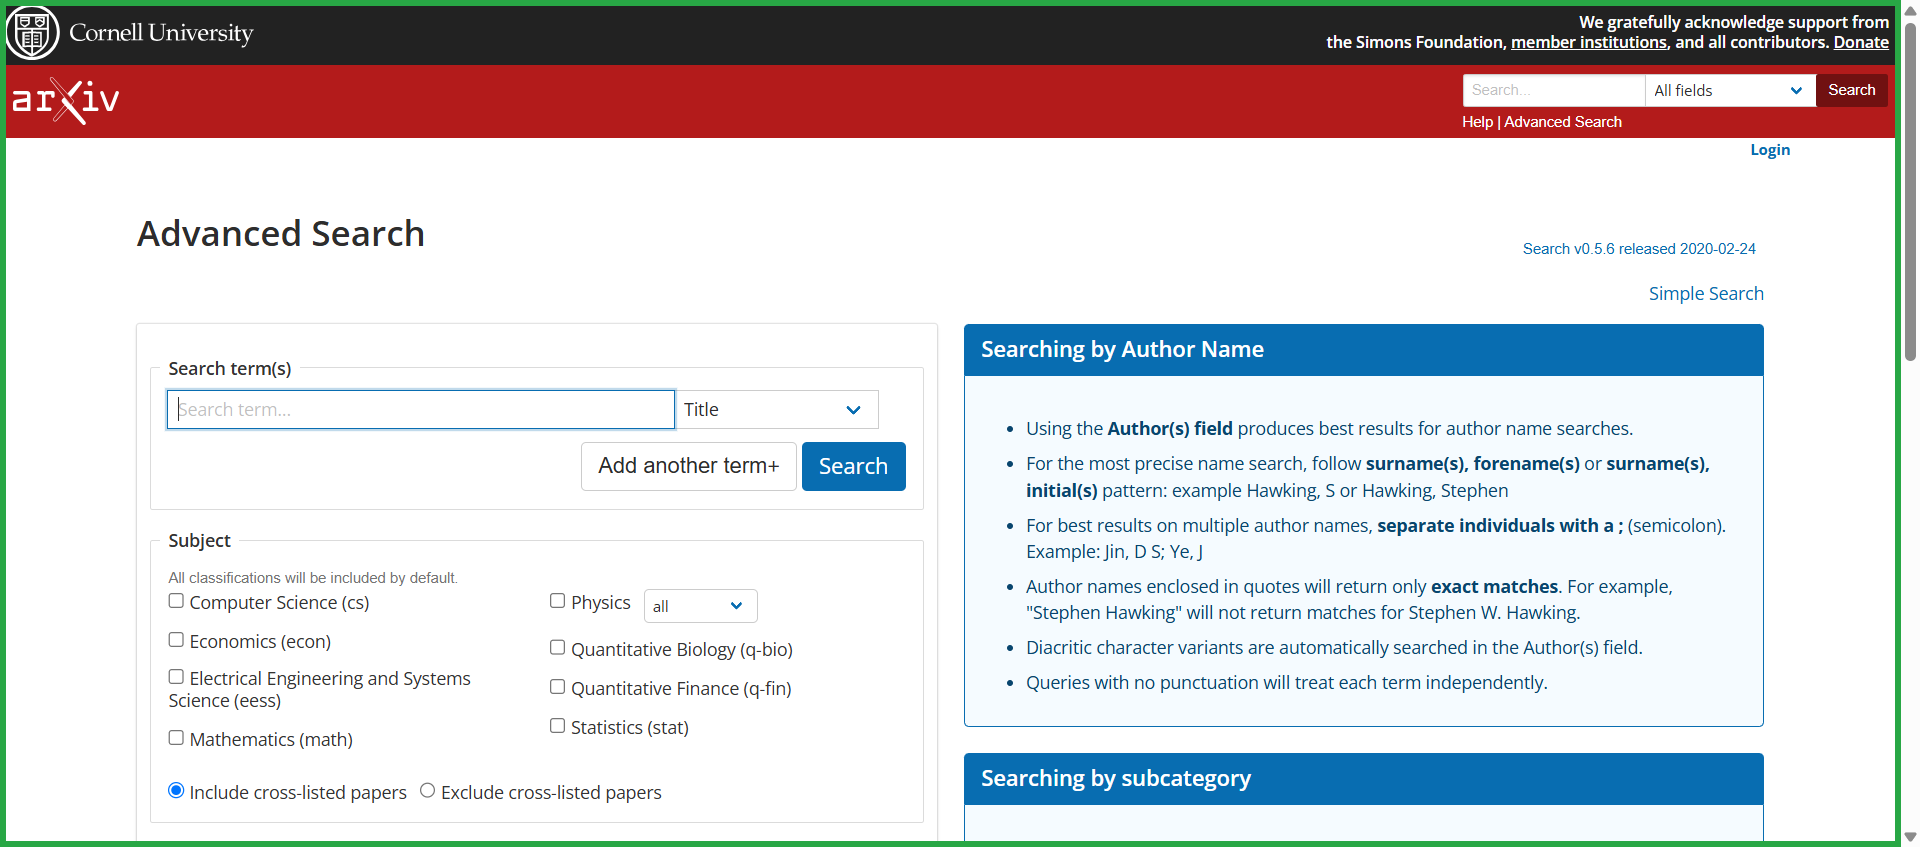 Cornell University
We gratefully acknowledge support from
the Simons Foundation, member institutions, and all contributors. Donate
arXiv
Search...
All fields
Search
Help | Advanced Search
Login
Advanced Search
Search v0.5.6 released 2020-02-24
Simple Search
Search term(s)
Search term...
Title
Add another term+
Search
Subject
All classifications will be included by default.
Computer Science (cs)
Economics (econ)
Electrical Engineering and Systems
Science (eess)
Mathematics (math)
Physics
all
Quantitative Biology (q-bio)
Quantitative Finance (q-fin)
Statistics (stat)
Include cross-listed papers
Exclude cross-listed papers
Searching by Author Name
• Using the Author(s) field produces best results for author name searches.
• For the most precise name search, follow surname(s), forename(s) or surname(s),
initial(s) pattern: example Hawking, S or Hawking, Stephen
• For best results on multiple author names, separate individuals with a ; (semicolon).
Example: Jin, D S; Ye, J
• Author names enclosed in quotes will return only exact matches. For example,
"Stephen Hawking" will not return matches for Stephen W. Hawking.
• Diacritic character variants are automatically searched in the Author(s) field.
• Queries with no punctuation will treat each term independently.
Searching by subcategory